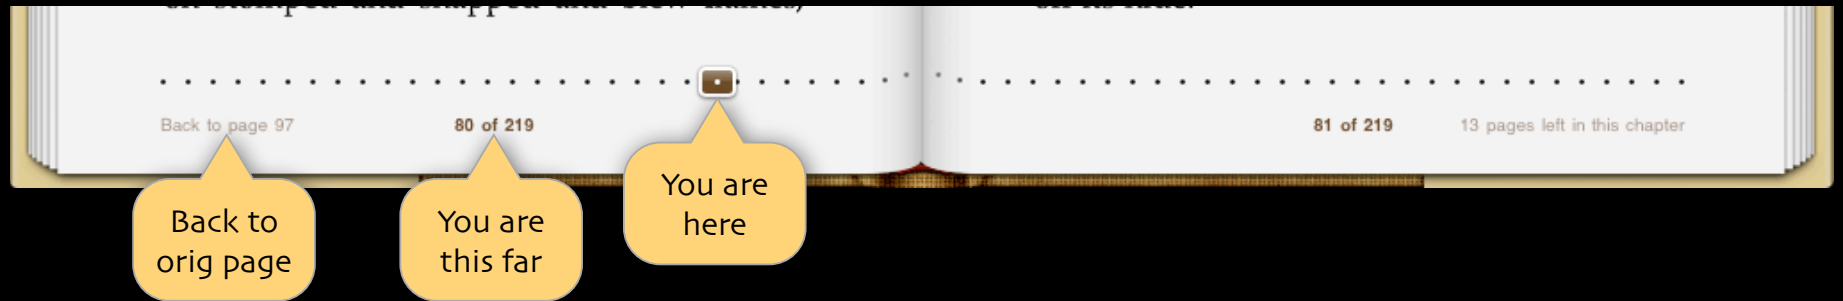 Back to page 97
80 of 219
81 of 219
13 pages left in this chapter
You are
here
Back to
orig page
You are
this far